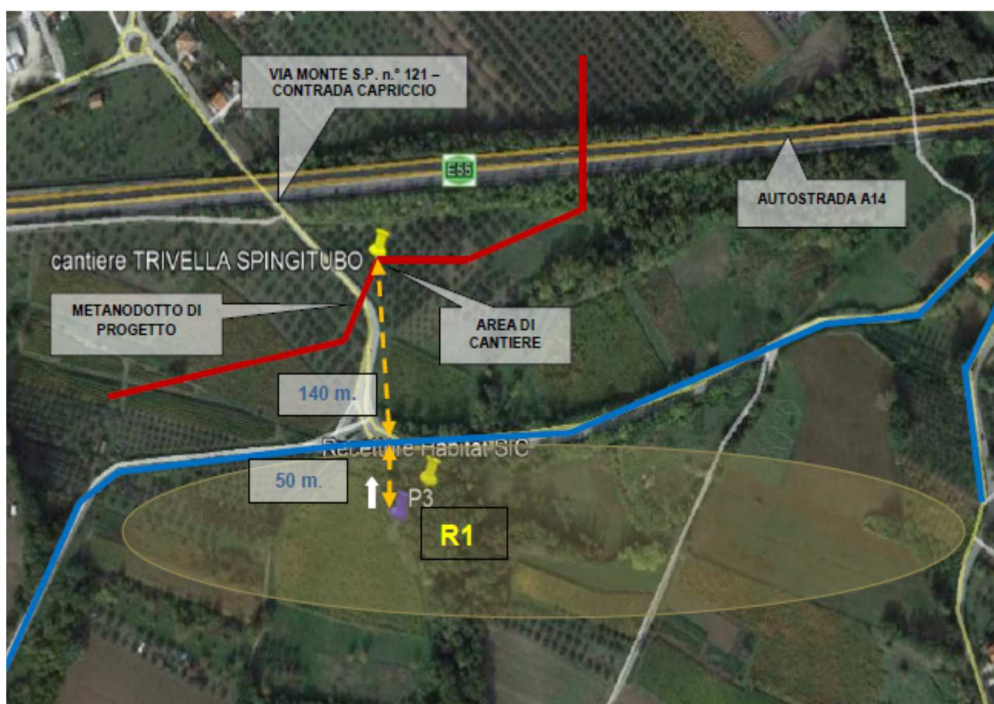 VIA MONTE S.P. n.° 121 –
CONTRADA CAPRICCIO
E55
AUTOSTRADA A14
cantiere TRIVELLA SPINGITUBO
METANODOTTO DI
PROGETTO
AREA DI
CANTIERE
140 m.
Recettore Habitat SIC
50 m.
P3
R1